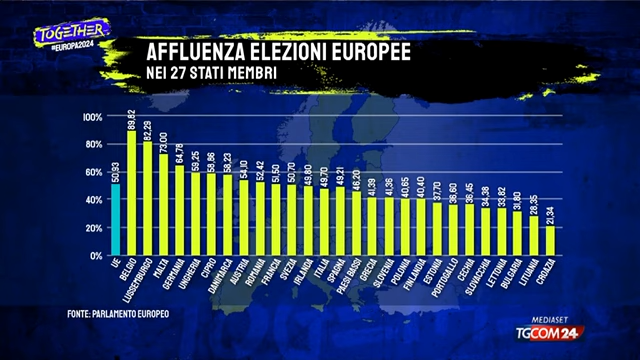 TOGETHER
#EUROPA2024
AFFLUENZA ELEZIONI EUROPEE
NEI 27 STATI MEMBRI
100%
80%
60%
40%
20%
0%
50,93
89,82
82,29
73,00
64,78
59,25
58,86
58,23
54,10
52,42
51,50
50,70
49,80
49,70
49,21
46,20
41,39
41,36
40,65
40,40
37,70
36,60
36,45
34,38
33,82
31,80
28,35
21,34
UE
BELGIO
LUSSEMBURGO
MALTA
GERMANIA
UNGHERIA
CIPRO
DANIMARCA
AUSTRIA
ROMANIA
FRANCIA
SVEZIA
IRLANDA
ITALIA
SPAGNA
PAESI BASSI
GRECIA
SLOVENIA
POLONIA
FINLANDIA
ESTONIA
PORTOGALLO
CECHIA
SLOVACCHIA
LETTONIA
BULGARIA
LITUANIA
CROAZIA
FONTE: PARLAMENTO EUROPEO
MEDIASET
TGCOM24